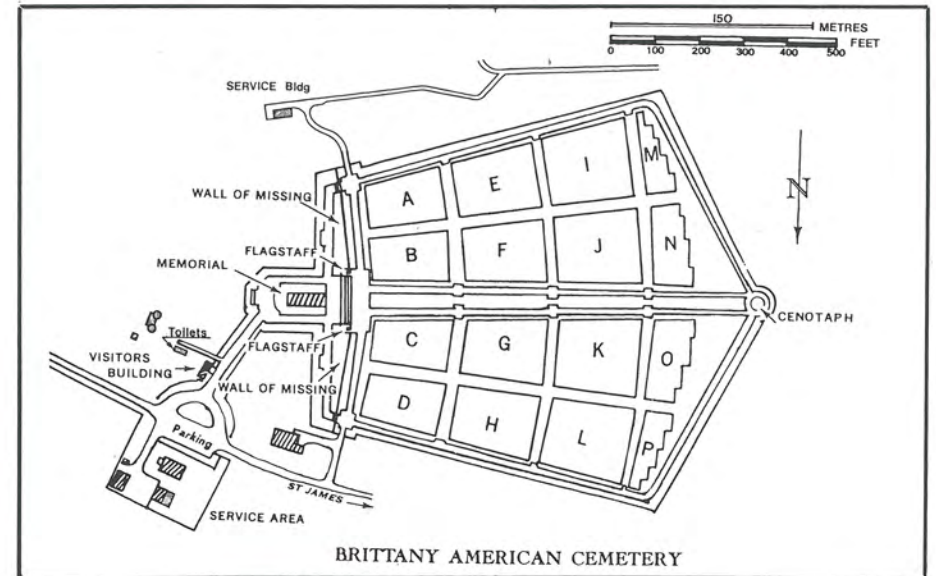 150
METRES
FEET
0 100 200 300 400 500
SERVICE Bldg
N
WALL OF MISSING
FLAGSTAFF
MEMORIAL
A
E
I
M
B
F
J
N
CENOTAPH
Toilets
VISITORS
BUILDING
FLAGSTAFF
WALL OF MISSING
C
G
K
O
D
H
L
P
Parking
ST JAMES
SERVICE AREA
BRITTANY AMERICAN CEMETERY